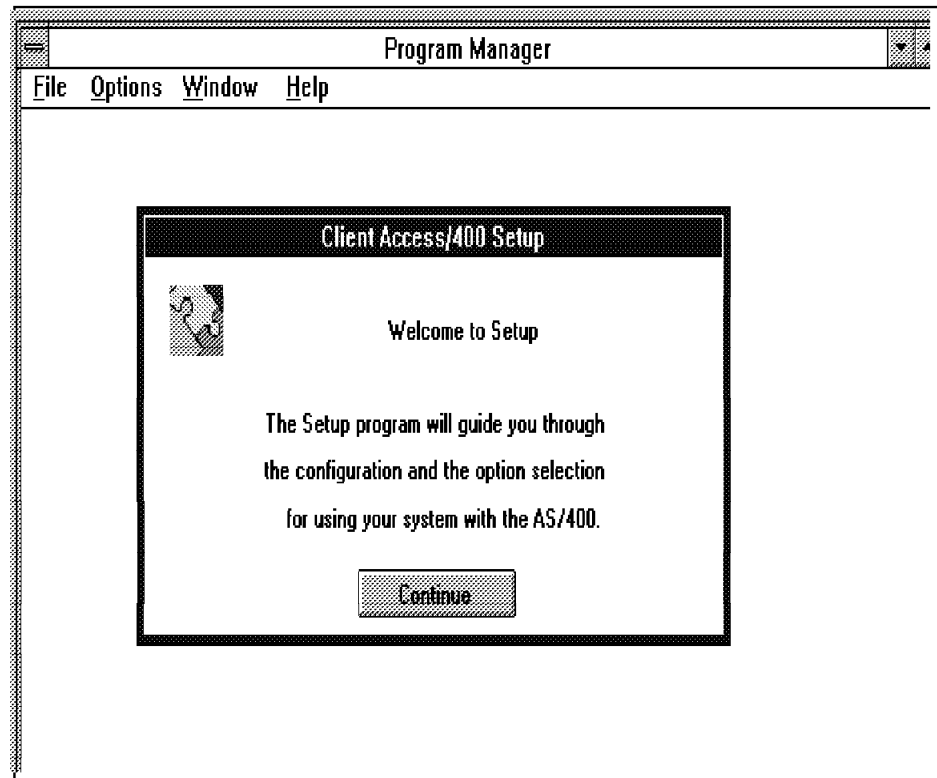 Program Manager
File Options Window Help
Client Access/400 Setup
Welcome to Setup
The Setup program will guide you through
the configuration and the option selection
for using your system with the AS/400.
Continue